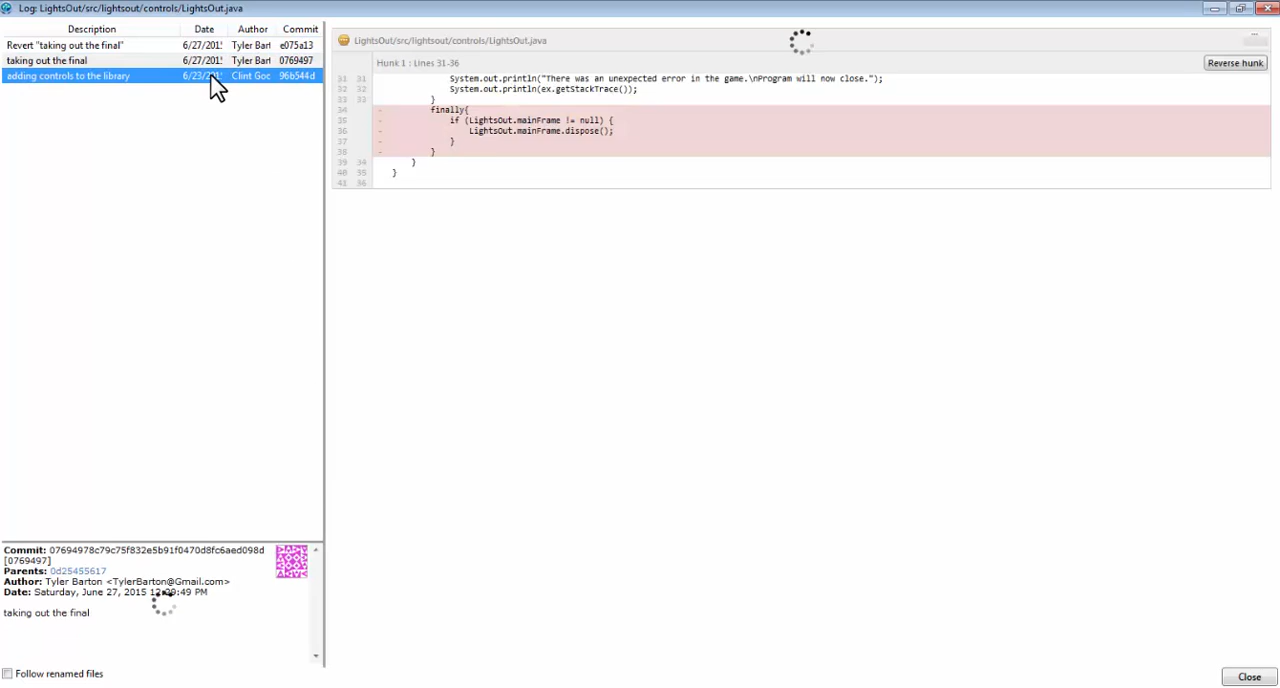 Log: LightsOut/src/lightsout/controls/LightsOut.java
Description Date Author Commit
Revert "taking out the final" 6/27/201 Tyler Bart e075a13
taking out the final 6/27/201 Tyler Bart 0769497
adding controls to the library 6/23/201 Clint Goc 96b544d
LightsOut/src/lightsout/controls/LightsOut.java
Hunk 1 : Lines 31-36 Reverse hunk
31 31 System.out.println("There was an unexpected error in the game.\nProgram will now close.");
32 32 System.out.println(ex.getStackTrace());
33 33 }
34 - finally{
35 - if (LightsOut.mainFrame != null) {
36 - LightsOut.mainFrame.dispose();
37 - }
38 - }
39 34 }
40 35 }
41 36
Commit: 07694978c79c75f832e5b91f0470d8fc6aed098d
[0769497]
Parents: 0d25455617
Author: Tyler Barton <TylerBarton@Gmail.com>
Date: Saturday, June 27, 2015 :49 PM
taking out the final
Follow renamed files
Close